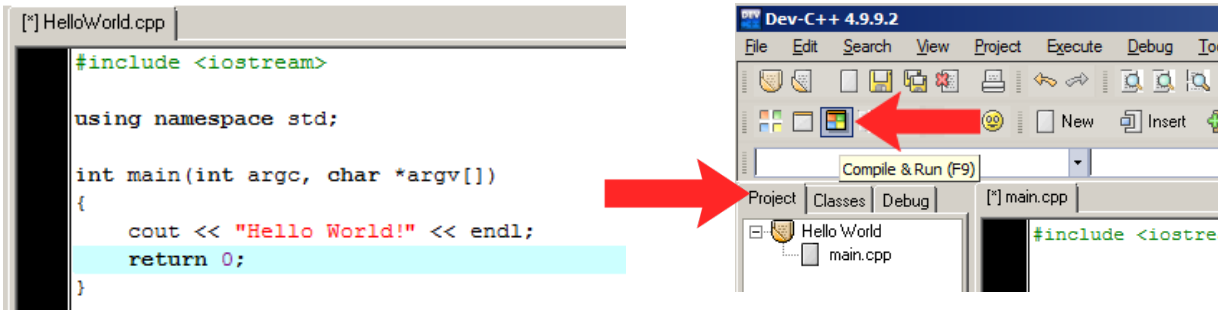 [*] HelloWorld.cpp
#include <iostream>
using namespace std;
int main(int argc, char *argv[])
{
cout << "Hello World!" << endl;
return 0;
}
Dev-C++ 4.9.9.2
File Edit Search View Project Execute Debug
New Insert
Compile & Run (F9)
Project Classes Debug
[*] main.cpp
Hello World
main.cpp
#include <iostre